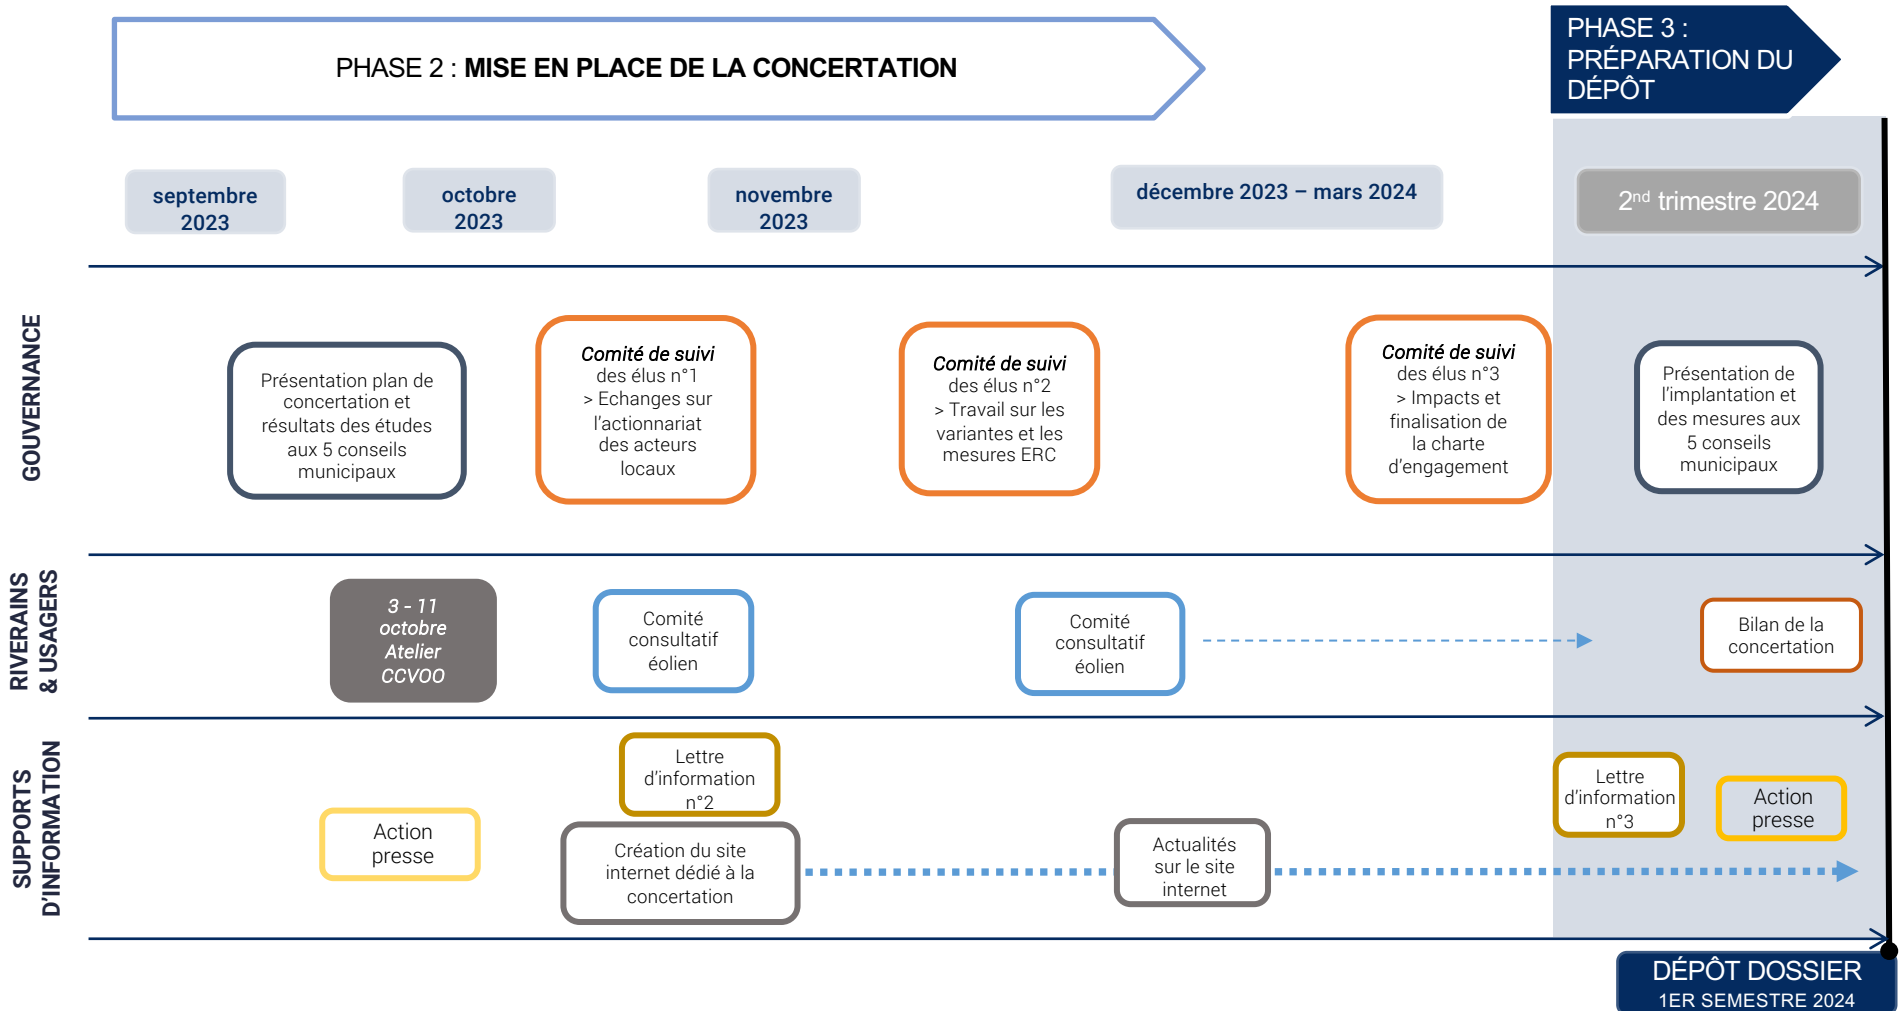 PHASE 2 : MISE EN PLACE DE LA CONCERTATION
PHASE 3 :
PRÉPARATION DU
DÉPÔT
septembre
2023
octobre
2023
novembre
2023
décembre 2023 – mars 2024
2nd trimestre 2024
GOUVERNANCE
Présentation plan de
concertation et
résultats des études
aux 5 conseils
municipaux
Comité de suivi
des élus n°1
> Echanges sur
l'actionnariat
des acteurs
locaux
Comité de suivi
des élus n°2
> Travail sur les
variantes et les
mesures ERC
Comité de suivi
des élus n°3
> Impacts et
finalisation de
la charte
d'engagement
Présentation de
l'implantation et
des mesures aux
5 conseils
municipaux
RIVERAINS
& USAGERS
3 - 11
octobre
Atelier
CCVOO
Comité
consultatif
éolien
Comité
consultatif
éolien
Bilan de la
concertation
SUPPORTS
D'INFORMATION
Action
presse
Lettre
d'information
n°2
Création du site
internet dédié à la
concertation
Actualités
sur le site
internet
Lettre
d'information
n°3
Action
presse
DÉPÔT DOSSIER
1ER SEMESTRE 2024